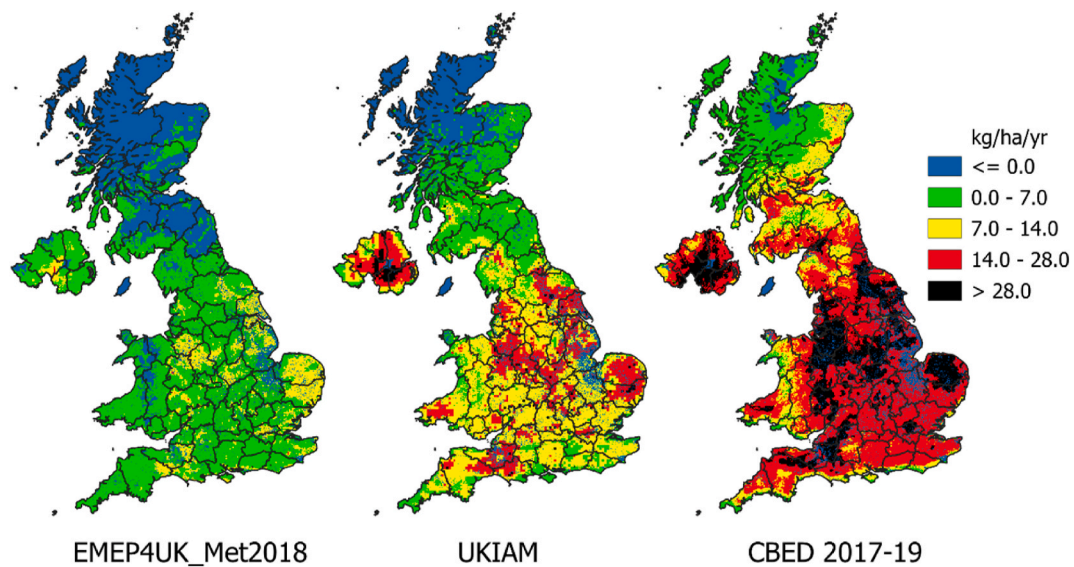 kg/ha/yr
<= 0.0
0.0 - 7.0
7.0 - 14.0
14.0 - 28.0
> 28.0
EMEP4UK_Met2018
UKIAM
CBED 2017-19